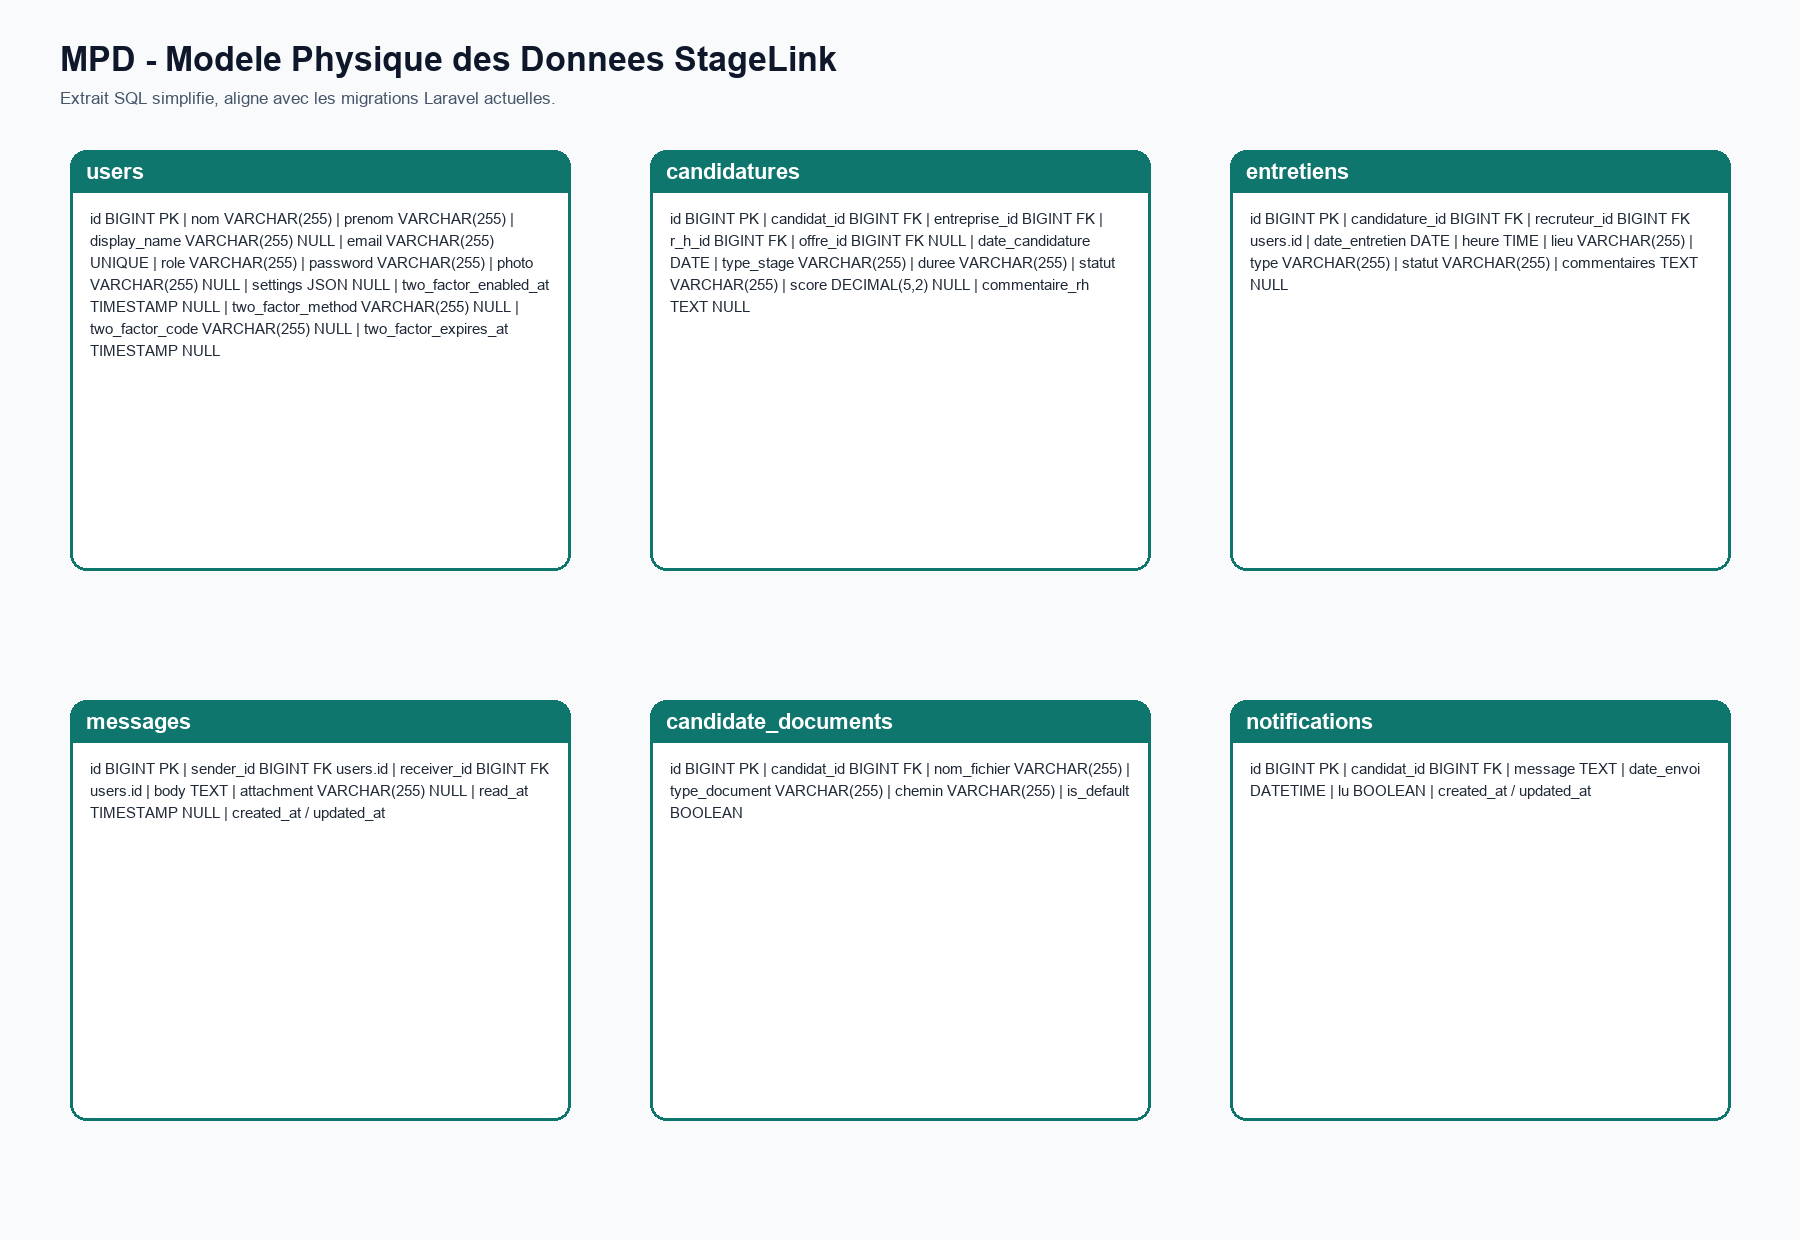 MPD - Modele Physique des Donnees StageLink
Extrait SQL simplifie, aligne avec les migrations Laravel actuelles.
users
id BIGINT PK | nom VARCHAR(255) | prenom VARCHAR(255) |
display_name VARCHAR(255) NULL | email VARCHAR(255)
UNIQUE | role VARCHAR(255) | password VARCHAR(255) | photo
VARCHAR(255) NULL | settings JSON NULL | two_factor_enabled_at
TIMESTAMP NULL | two_factor_method VARCHAR(255) NULL |
two_factor_code VARCHAR(255) NULL | two_factor_expires_at
TIMESTAMP NULL
candidatures
id BIGINT PK | candidat_id BIGINT FK | entreprise_id BIGINT FK |
r_h_id BIGINT FK | offre_id BIGINT FK NULL | date_candidature
DATE | type_stage VARCHAR(255) | duree VARCHAR(255) | statut
VARCHAR(255) | score DECIMAL(5,2) NULL | commentaire_rh
TEXT NULL
entretiens
id BIGINT PK | candidature_id BIGINT FK | recruteur_id BIGINT FK
users.id | date_entretien DATE | heure TIME | lieu VARCHAR(255) |
type VARCHAR(255) | statut VARCHAR(255) | commentaires TEXT
NULL
messages
id BIGINT PK | sender_id BIGINT FK users.id | receiver_id BIGINT FK
users.id | body TEXT | attachment VARCHAR(255) NULL | read_at
TIMESTAMP NULL | created_at / updated_at
candidate_documents
id BIGINT PK | candidat_id BIGINT FK | nom_fichier VARCHAR(255) |
type_document VARCHAR(255) | chemin VARCHAR(255) | is_default
BOOLEAN
notifications
id BIGINT PK | candidat_id BIGINT FK | message TEXT | date_envoi
DATETIME | lu BOOLEAN | created_at / updated_at